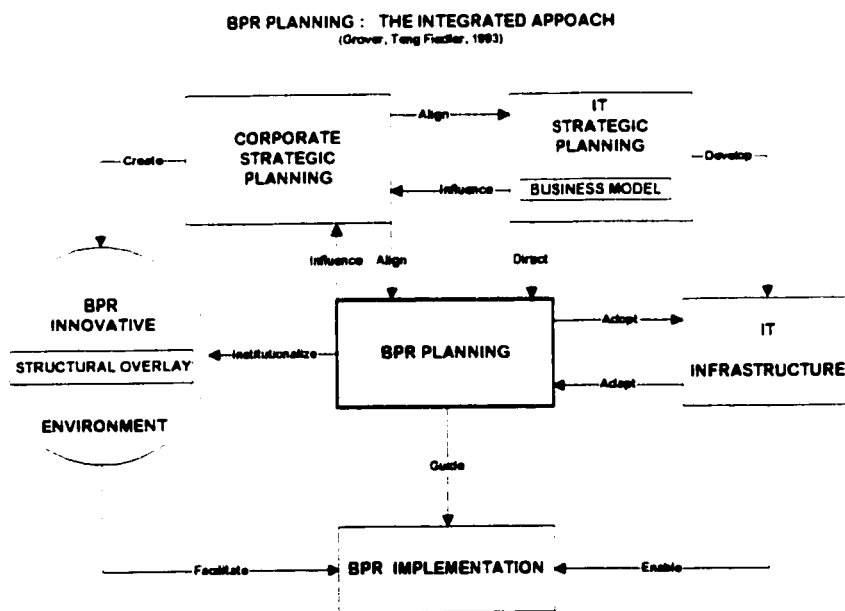 BPR PLANNING : THE INTEGRATED APPOACH
(Grover, Teng Fiedler, 1993)
CORPORATE
STRATEGIC
PLANNING
Align
IT
STRATEGIC
PLANNING
Create
Develop
Influence
BUSINESS MODEL
Influence
Align
Direct
BPR
INNOVATIVE
STRUCTURAL OVERLAY
ENVIRONMENT
Institutionalize
BPR PLANNING
Adopt
Adapt
IT
INFRASTRUCTURE
Guide
Facilitate
BPR IMPLEMENTATION
Enable